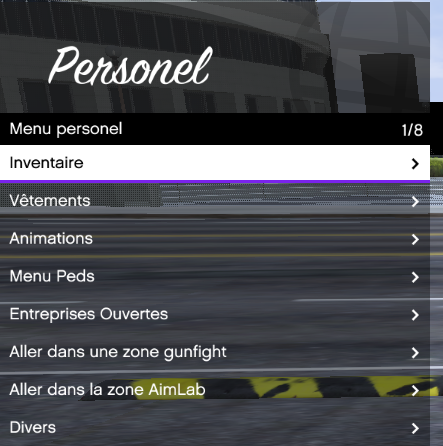 Personel
Menu personel
1/8
Inventaire
Vêtements
Animations
Menu Peds
Entreprises Ouvertes
Aller dans une zone gunfight
Aller dans la zone AimLab
Divers